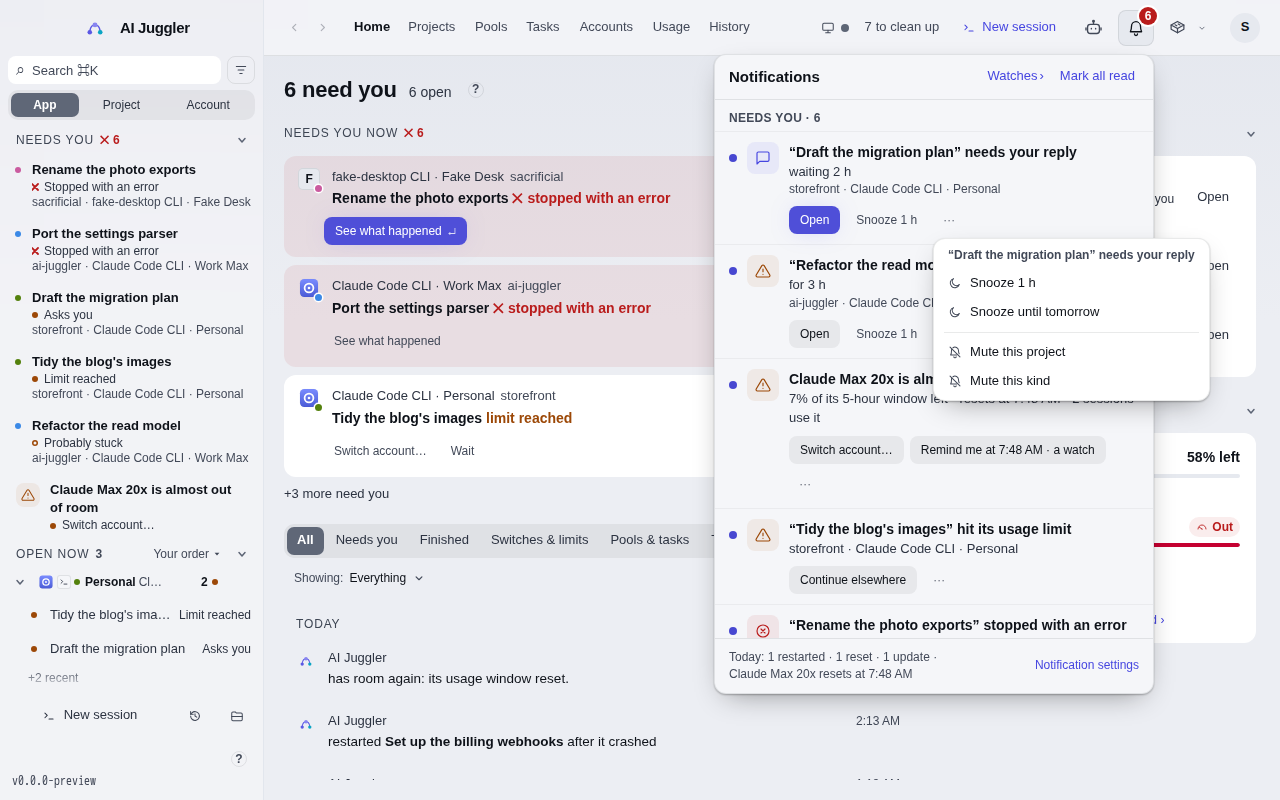 AI Juggler
Search ⌘K
App Project Account
NEEDS YOU 6
Rename the photo exports
Stopped with an error
sacrificial · fake-desktop CLI · Fake Desk
Port the settings parser
Stopped with an error
ai-juggler · Claude Code CLI · Work Max
Draft the migration plan
Asks you
storefront · Claude Code CLI · Personal
Tidy the blog's images
Limit reached
storefront · Claude Code CLI · Personal
Refactor the read model
Probably stuck
ai-juggler · Claude Code CLI · Work Max
Claude Max 20x is almost out
of room
Switch account…
OPEN NOW 3 Your order
Personal Cl… 2
Tidy the blog's ima… Limit reached
Draft the migration plan Asks you
+2 recent
New session
?
v0.0.0-preview
Home Projects Pools Tasks Accounts Usage History
7 to clean up
New session
6
S
6 need you 6 open ?
NEEDS YOU NOW 6
F
fake-desktop CLI · Fake Desk sacrificial
Rename the photo exports stopped with an error
See what happened
Claude Code CLI · Work Max ai-juggler
Port the settings parser stopped with an error
See what happened
Claude Code CLI · Personal storefront
Tidy the blog's images limit reached
Switch account… Wait
+3 more need you
All Needs you Finished Switches & limits Pools & tasks
Showing: Everything
TODAY
AI Juggler
has room again: its usage window reset.
AI Juggler
2:13 AM
restarted Set up the billing webhooks after it crashed
Notifications
Watches ›
Mark all read
NEEDS YOU · 6
“Draft the migration plan” needs your reply
waiting 2 h
storefront · Claude Code CLI · Personal
Open Snooze 1 h ···
“Refactor the read mo
for 3 h
ai-juggler · Claude Code CL
Open Snooze 1 h
Claude Max 20x is alm
7% of its 5-hour window left · resets at 7:48 AM · 2 sessions
use it
Switch account… Remind me at 7:48 AM · a watch
···
“Tidy the blog's images” hit its usage limit
storefront · Claude Code CLI · Personal
Continue elsewhere ···
“Rename the photo exports” stopped with an error
Today: 1 restarted · 1 reset · 1 update ·
Claude Max 20x resets at 7:48 AM
Notification settings
“Draft the migration plan” needs your reply
Snooze 1 h
Snooze until tomorrow
Mute this project
Mute this kind
you
Open
58% left
Out